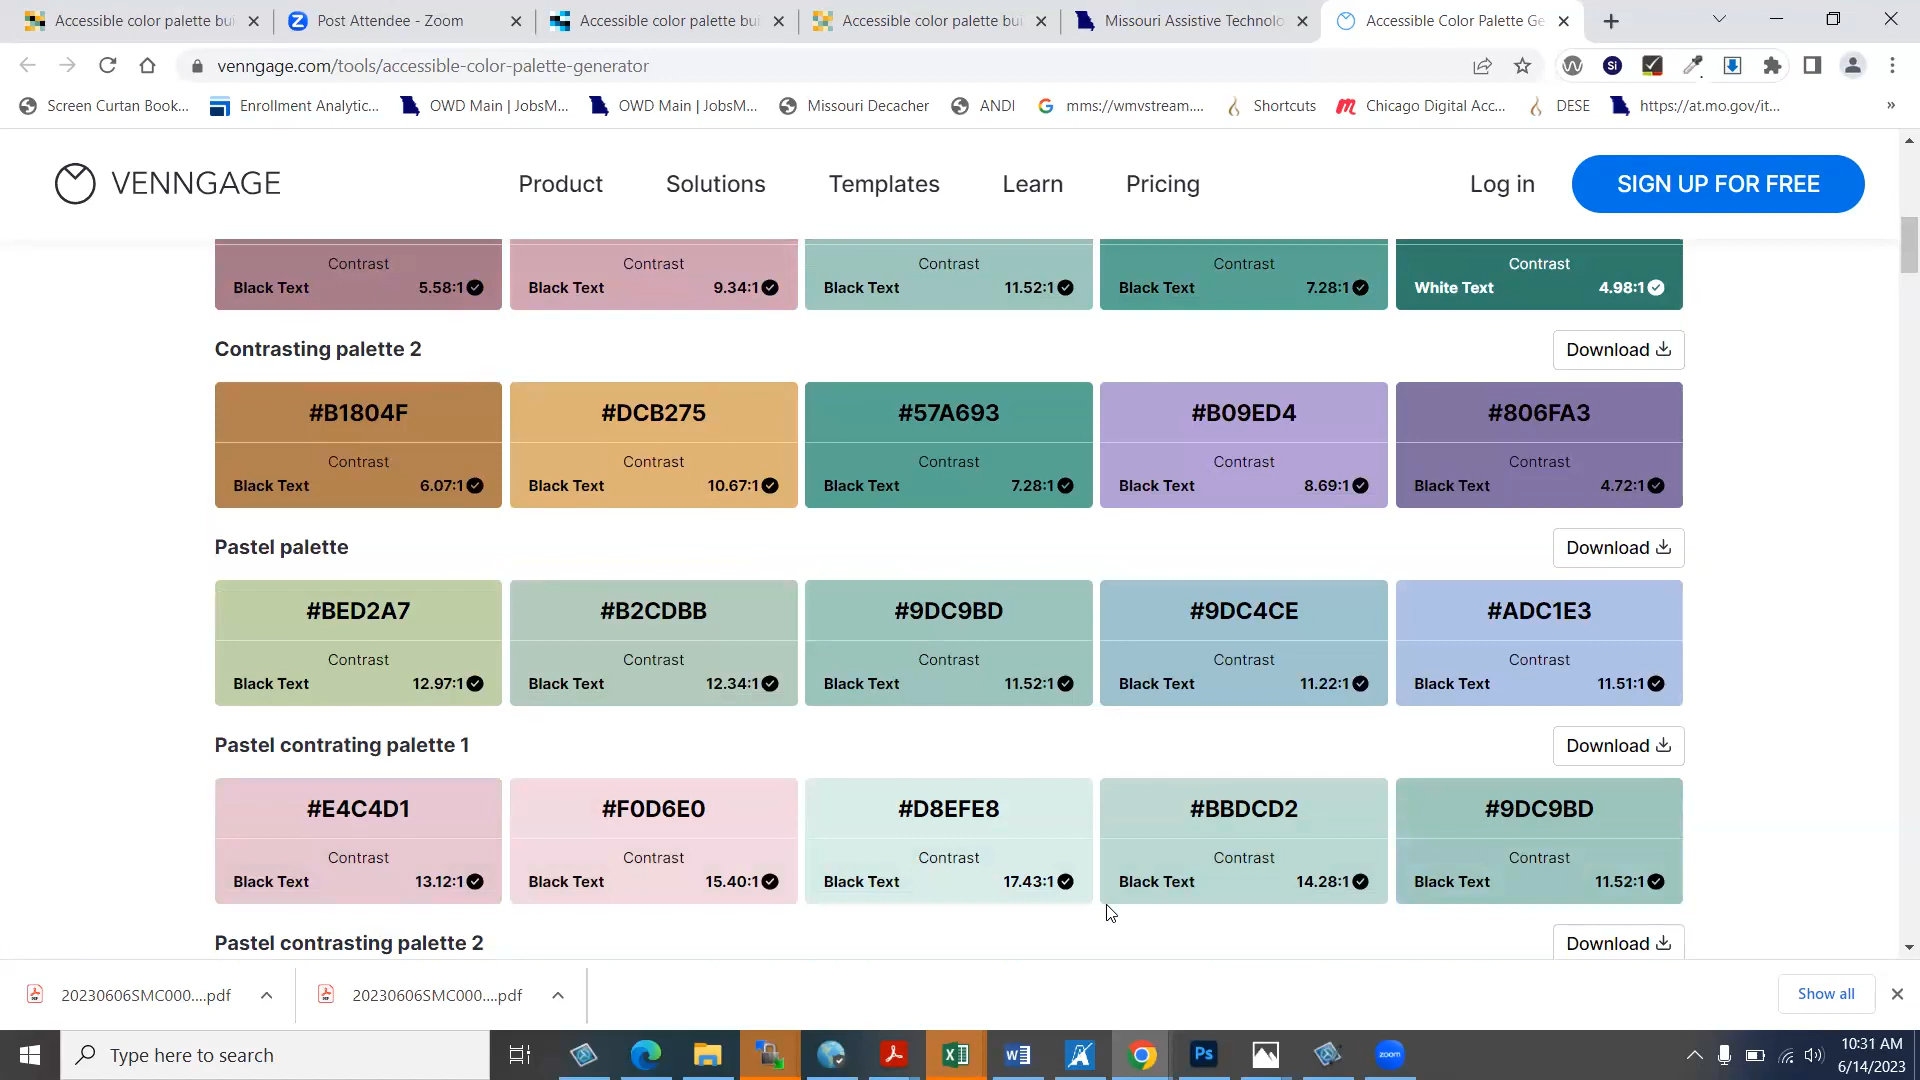 Accessible color palette bui
Post Attendee - Zoom
Accessible color palette bui
Accessible color palette bui
Missouri Assistive Technolo
Accessible Color Palette Ge
venngage.com/tools/accessible-color-palette-generator
Screen Curtan Book...
Enrollment Analytic...
OWD Main | JobsM...
OWD Main | JobsM...
Missouri Decacher
ANDI
mms://wmvstream....
Shortcuts
Chicago Digital Acc...
DESE
https://at.mo.gov/it...
»
VENNGAGE
Product
Solutions
Templates
Learn
Pricing
Log in
SIGN UP FOR FREE
Contrast
Black Text 5.58:1
Contrast
Black Text 9.34:1
Contrast
Black Text 11.52:1
Contrast
Black Text 7.28:1
Contrast
White Text 4.98:1
Contrasting palette 2
Download
#B1804F
Contrast
Black Text 6.07:1
#DCB275
Contrast
Black Text 10.67:1
#57A693
Contrast
Black Text 7.28:1
#B09ED4
Contrast
Black Text 8.69:1
#806FA3
Contrast
Black Text 4.72:1
Pastel palette
Download
#BED2A7
Contrast
Black Text 12.97:1
#B2CDBB
Contrast
Black Text 12.34:1
#9DC9BD
Contrast
Black Text 11.52:1
#9DC4CE
Contrast
Black Text 11.22:1
#ADC1E3
Contrast
Black Text 11.51:1
Pastel contrating palette 1
Download
#E4C4D1
Contrast
Black Text 13.12:1
#F0D6E0
Contrast
Black Text 15.40:1
#D8EFE8
Contrast
Black Text 17.43:1
#BBDCD2
Contrast
Black Text 14.28:1
#9DC9BD
Contrast
Black Text 11.52:1
Pastel contrasting palette 2
Download
20230606SMC000....pdf
20230606SMC000....pdf
Show all
Type here to search
Ps
zoom
10:31 AM
6/14/2023